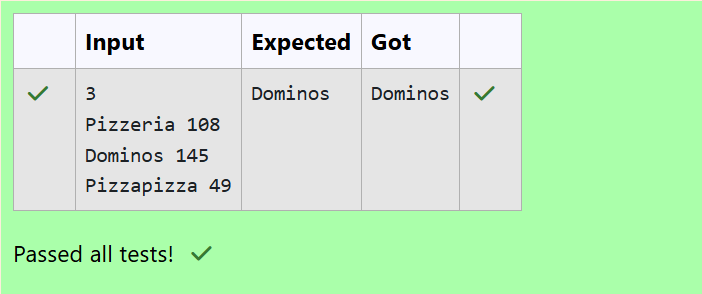 Input Expected Got
3 Dominos Dominos
Pizzeria 108
Dominos 145
Pizzapizza 49
Passed all tests!